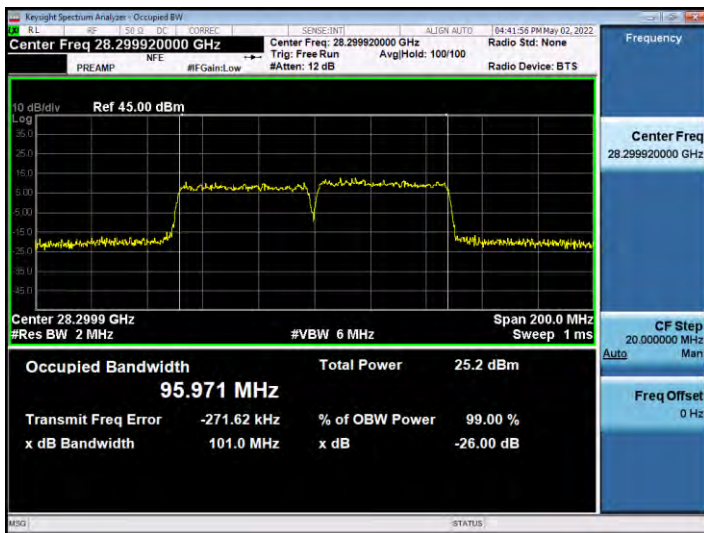 Keysight Spectrum Analyzer - Occupied BW
RL RF 50 Ω DC CORREC SENSE:INT ALIGN AUTO 04:41:56 PM May 02, 2022
Center Freq 28.299920000 GHz
Center Freq: 28.299920000 GHz
Radio Std: None
NFE
Trig: Free Run Avg|Hold: 100/100
PREAMP #IFGain:Low #Atten: 12 dB Radio Device: BTS
10 dB/div Ref 45.00 dBm
Log
35.0
25.0
15.0
5.00
-5.00
-15.0
-25.0
-35.0
-45.0
Center 28.2999 GHz Span 200.0 MHz
#Res BW 2 MHz #VBW 6 MHz Sweep 1 ms
Occupied Bandwidth Total Power 25.2 dBm
95.971 MHz
Transmit Freq Error -271.62 kHz % of OBW Power 99.00 %
x dB Bandwidth 101.0 MHz x dB -26.00 dB
MSG STATUS
Frequency
Center Freq
28.299920000 GHz
CF Step
20.000000 MHz
Auto Man
Freq Offset
0 Hz